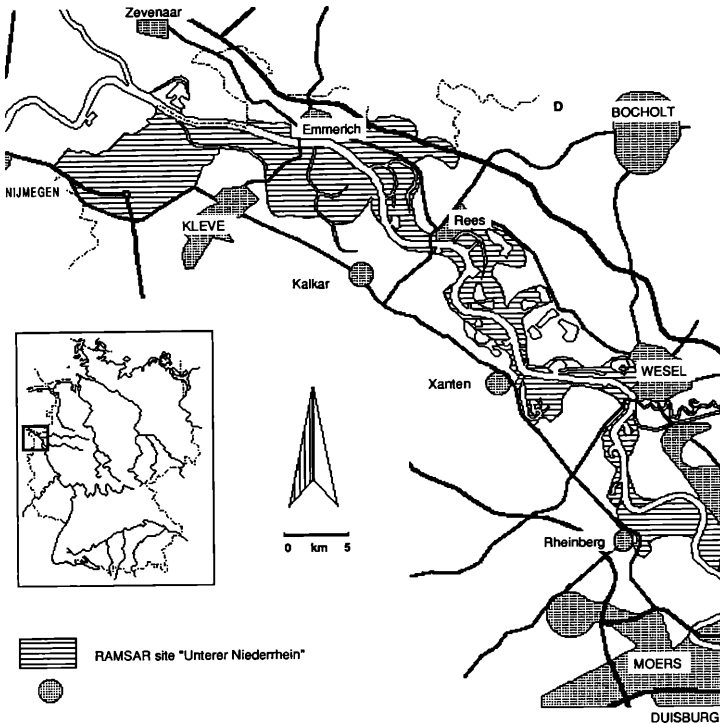 Zevenaar
D
BOCHOLT
Emmerich
NIJMEGEN
KLEVE
Rees
Kalkar
Xanten
WESEL
0 km 5
Rheinberg
RAMSAR site "Unterer Niederrhein"
MOERS
DUISBURG